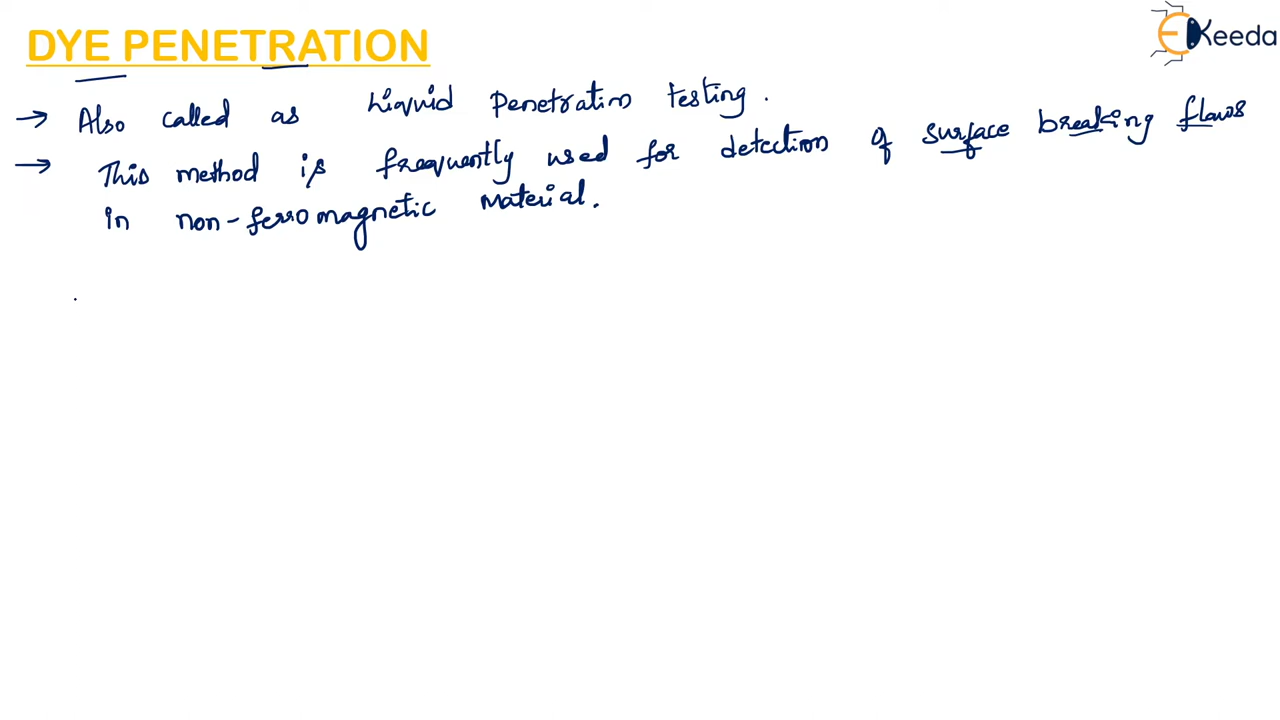 DYE PENETRATION
EKeeda
→ Also called as Liquid Penetration testing.
→ This method is frequently used for detection of surface breaking flaws
in non-ferromagnetic material.